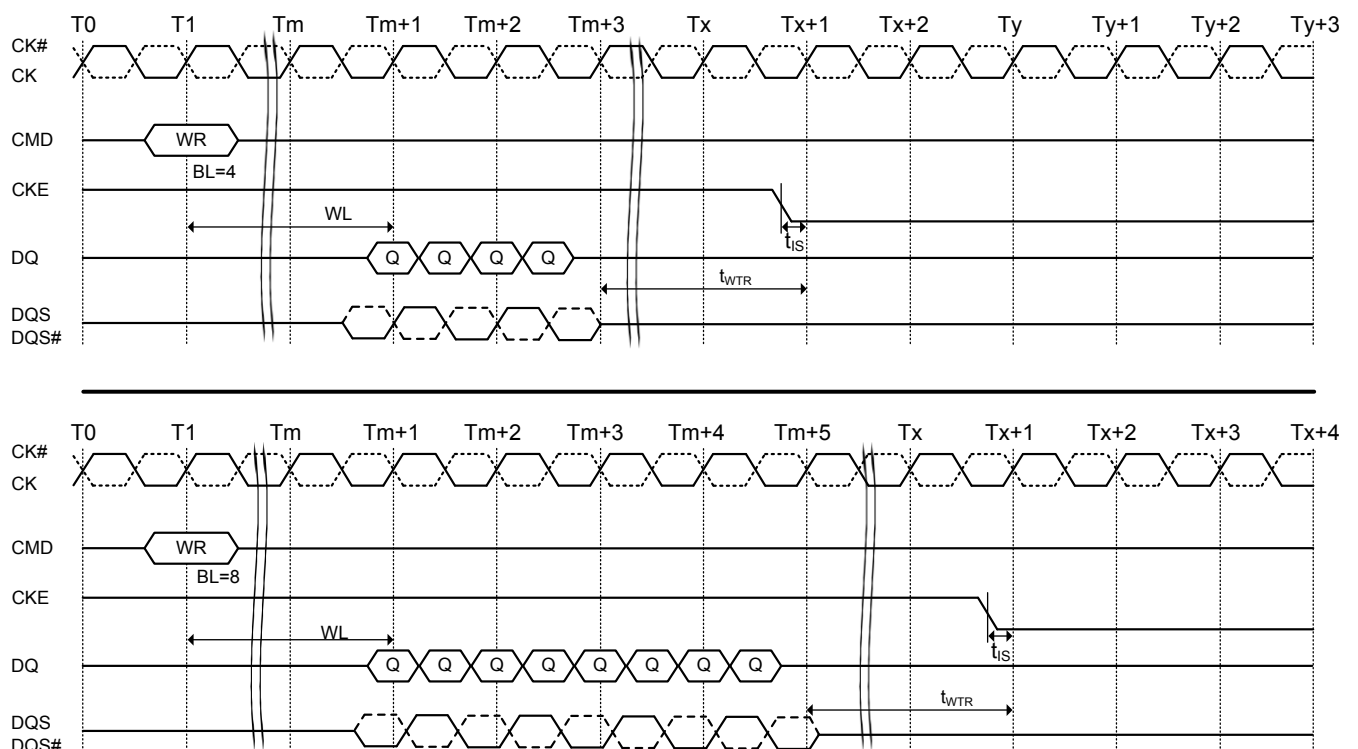 T0 T1 Tm Tm+1 Tm+2 Tm+3 Tx Tx+1 Tx+2 Ty Ty+1 Ty+2 Ty+3
CK#
CK
CMD WR
BL=4
CKE
WL
tIS
DQ Q Q Q Q
tWTR
DQS
DQS#
T0 T1 Tm Tm+1 Tm+2 Tm+3 Tm+4 Tm+5 Tx Tx+1 Tx+2 Tx+3 Tx+4
CK#
CK
CMD WR
BL=8
CKE
WL
tIS
DQ Q Q Q Q Q Q Q Q
tWTR
DQS
DQS#